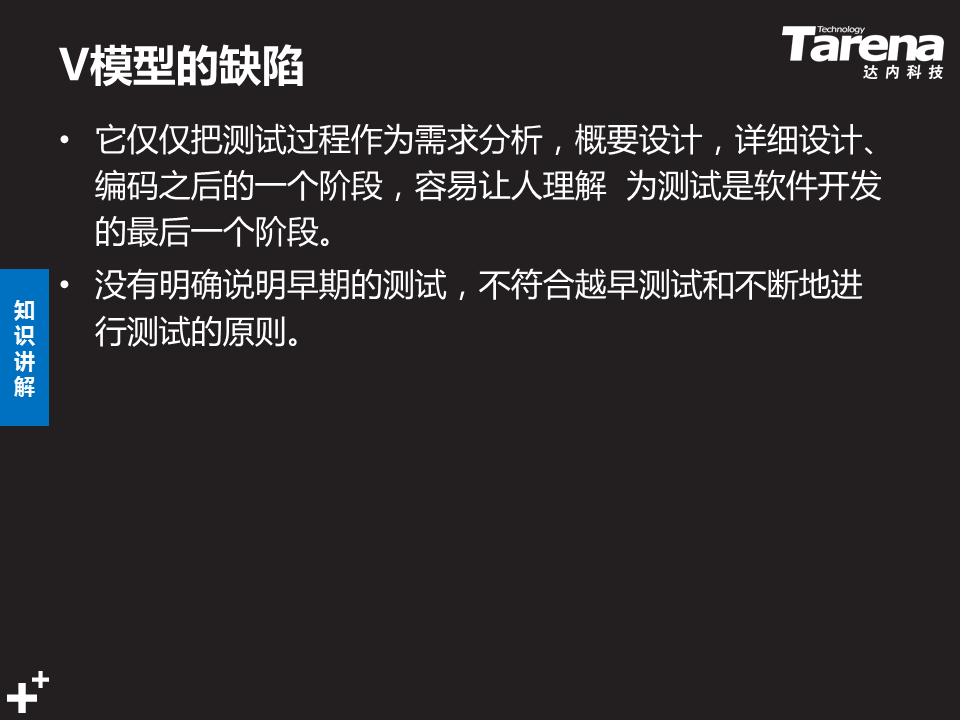 V模型的缺陷
Technology
Tarena
达内科技
• 它仅仅把测试过程作为需求分析，概要设计，详细设计、
编码之后的一个阶段，容易让人理解 为测试是软件开发
的最后一个阶段。
• 没有明确说明早期的测试，不符合越早测试和不断地进
行测试的原则。
知
识
讲
解